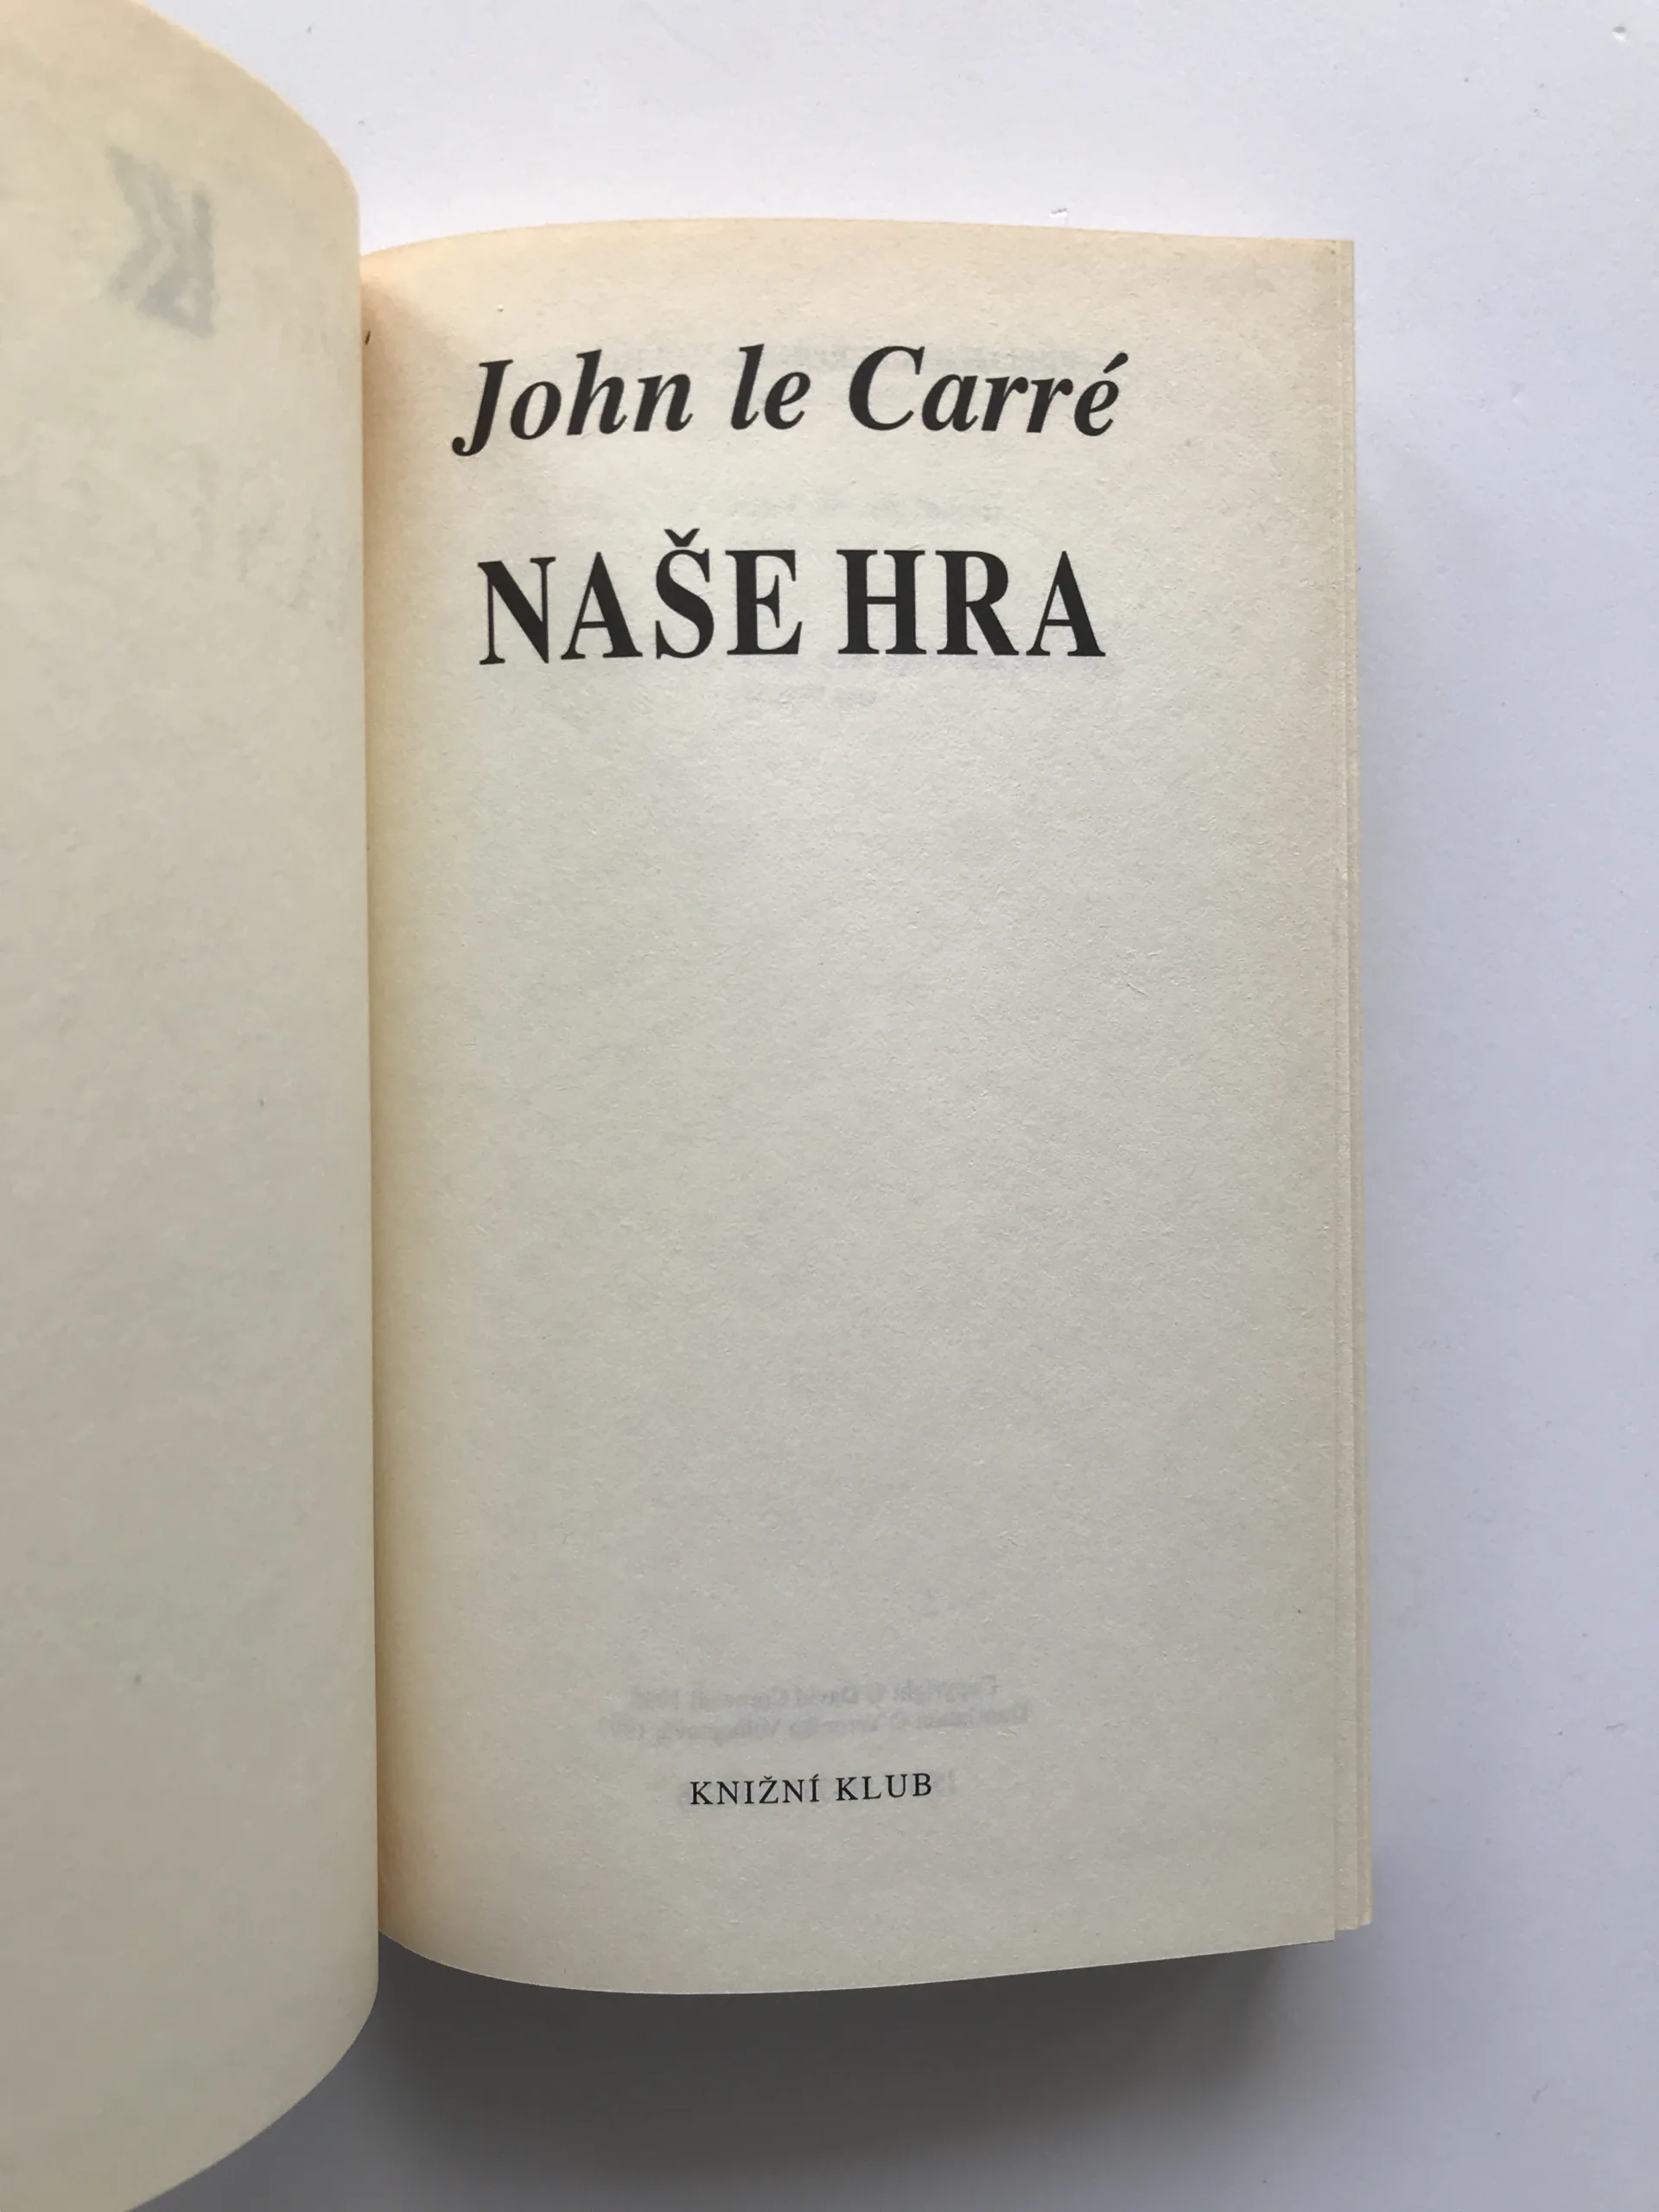 John le Carré
NAŠE HRA
KNIŽNÍ KLUB